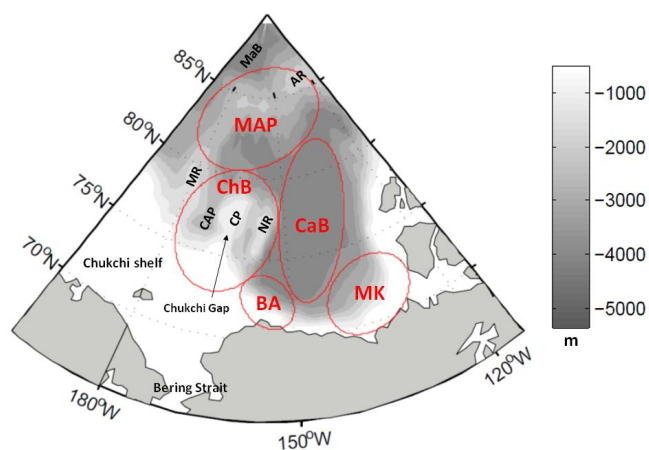 MaB
85°N
AR
−1000
MAP
80°N
−2000
MR
ChB
75°N
CAP
CP
NR
CaB
−3000
70°N
Chukchi shelf
−4000
Chukchi Gap
BA
MK
−5000
m
Bering Strait
180°W
120°W
150°W